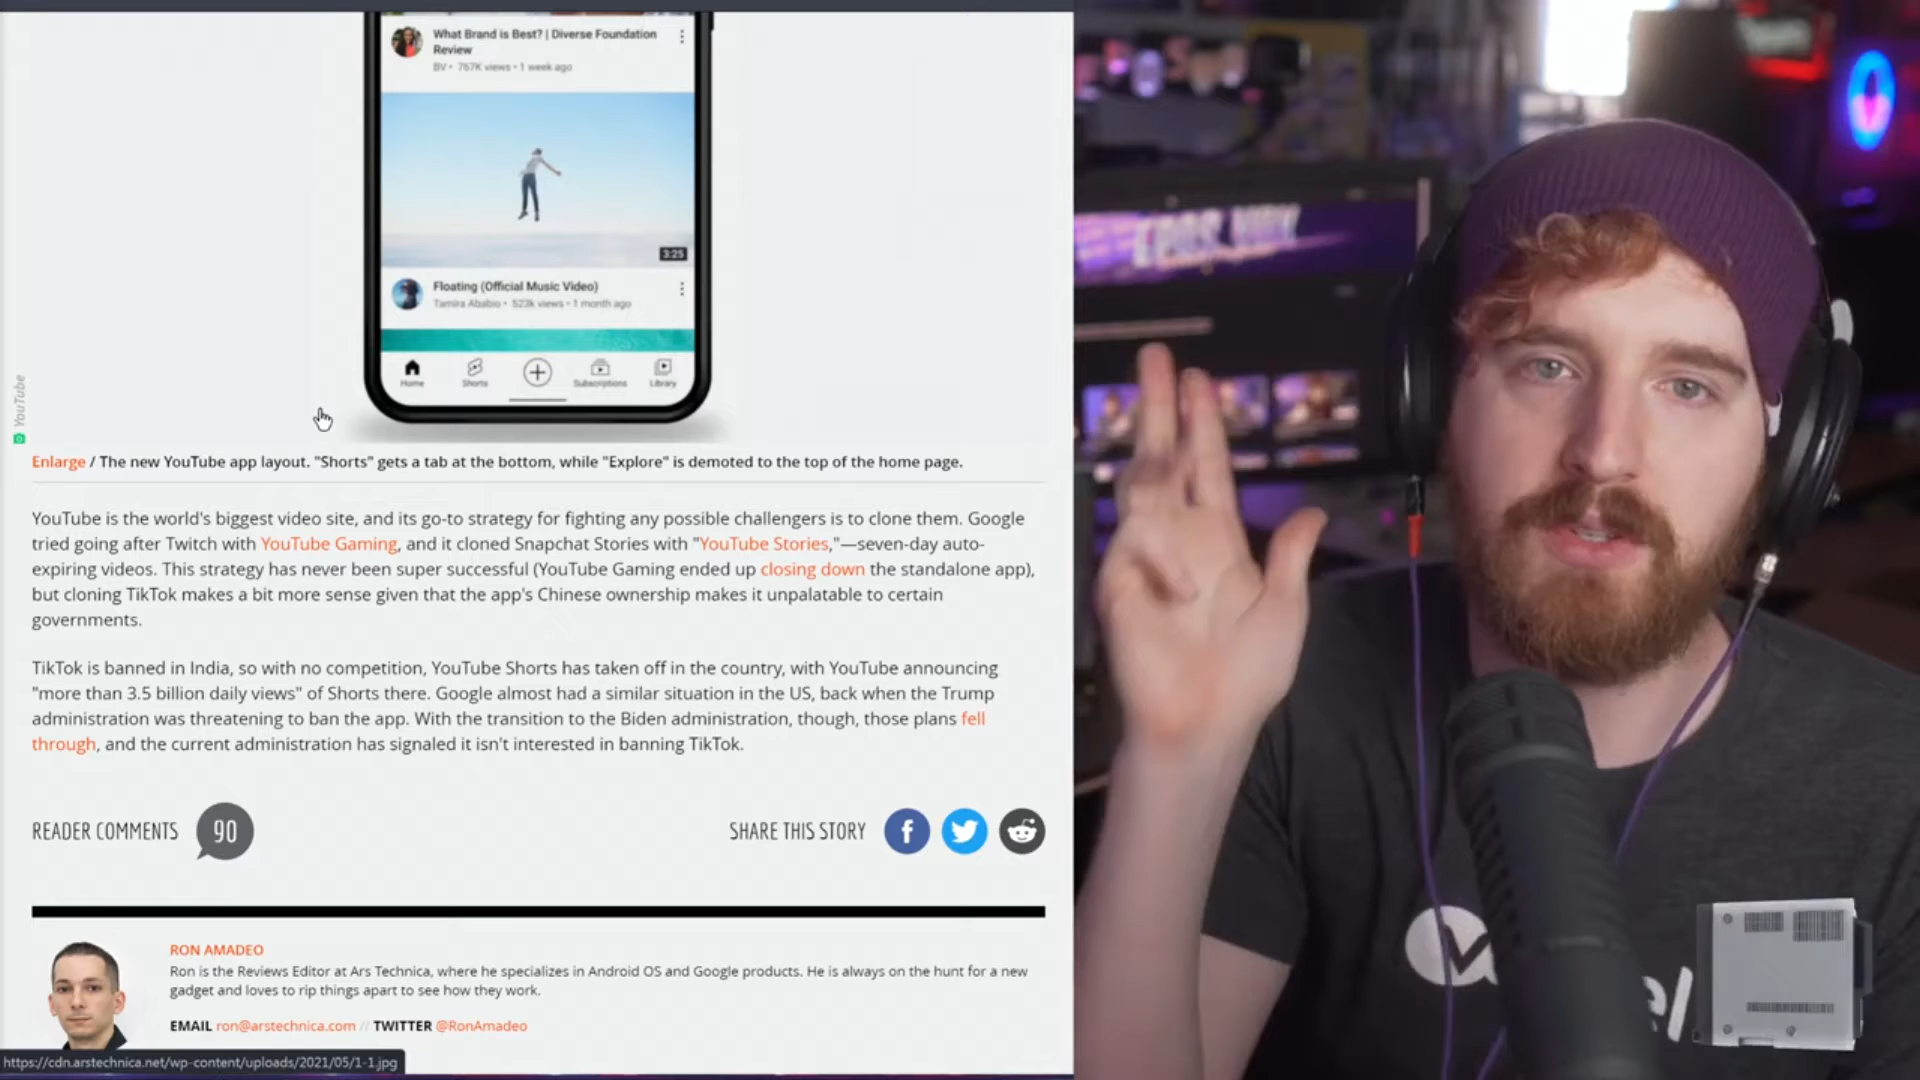 What Brand is Best? | Diverse Foundation
Review
BV • 767K views • 1 week ago
3:25
Floating (Official Music Video)
Tamira Ababio • 523k views • 1 month ago
Home
Shorts
Subscriptions
Library
YouTube
Enlarge / The new YouTube app layout. "Shorts" gets a tab at the bottom, while "Explore" is demoted to the top of the home page.
YouTube is the world's biggest video site, and its go-to strategy for fighting any possible challengers is to clone them. Google
tried going after Twitch with YouTube Gaming, and it cloned Snapchat Stories with "YouTube Stories,"—seven-day auto-
expiring videos. This strategy has never been super successful (YouTube Gaming ended up closing down the standalone app),
but cloning TikTok makes a bit more sense given that the app's Chinese ownership makes it unpalatable to certain
governments.
TikTok is banned in India, so with no competition, YouTube Shorts has taken off in the country, with YouTube announcing
"more than 3.5 billion daily views" of Shorts there. Google almost had a similar situation in the US, back when the Trump
administration was threatening to ban the app. With the transition to the Biden administration, though, those plans fell
through, and the current administration has signaled it isn't interested in banning TikTok.
READER COMMENTS 90
SHARE THIS STORY
RON AMADEO
Ron is the Reviews Editor at Ars Technica, where he specializes in Android OS and Google products. He is always on the hunt for a new
gadget and loves to rip things apart to see how they work.
EMAIL ron@arstechnica.com // TWITTER @RonAmadeo
https://cdn.arstechnica.net/wp-content/uploads/2021/05/1-1.jpg